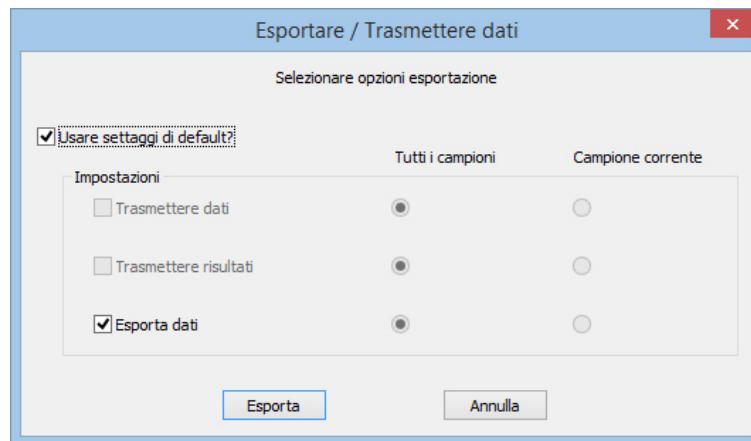 Esportare / Trasmettere dati
Selezionare opzioni esportazione
Usare settaggi di default?
Tutti i campioni Campione corrente
Impostazioni
Trasmettere dati
Trasmettere risultati
Esporta dati
Esporta Annulla